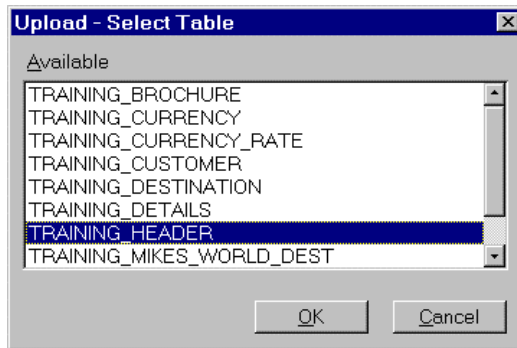 Upload - Select Table
Available
TRAINING_BROCHURE
TRAINING_CURRENCY
TRAINING_CURRENCY_RATE
TRAINING_CUSTOMER
TRAINING_DESTINATION
TRAINING_DETAILS
TRAINING_HEADER
TRAINING_MIKES_WORLD_DEST
OK Cancel